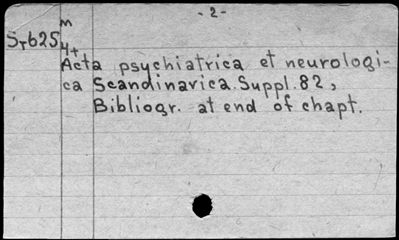 - 2 -
m
Sr625
4+
Acta psychiatrica et neurologi-
ca Scandinavica. Suppl. 82,
Bibliogr. at end of chapt.